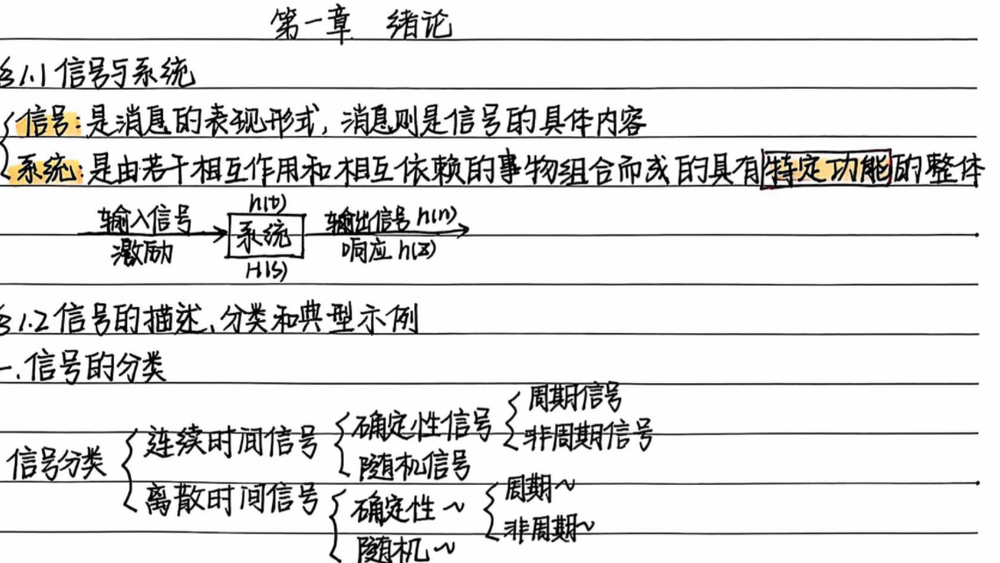 第一章 绪论
§1.1 信号与系统
信号:是消息的表现形式,消息则是信号的具体内容
系统:是由若干相互作用和相互依赖的事物组合而成的具有特定功能的整体
h(t)
输入信号 系统 输出信号 h(n)
激励 响应 h(z)
H(s)
§1.2 信号的描述、分类和典型示例
一.信号的分类
周期信号
连续时间信号 确定性信号 非周期信号
信号分类 随机信号
周期~
离散时间信号 确定性~
非周期~
随机~